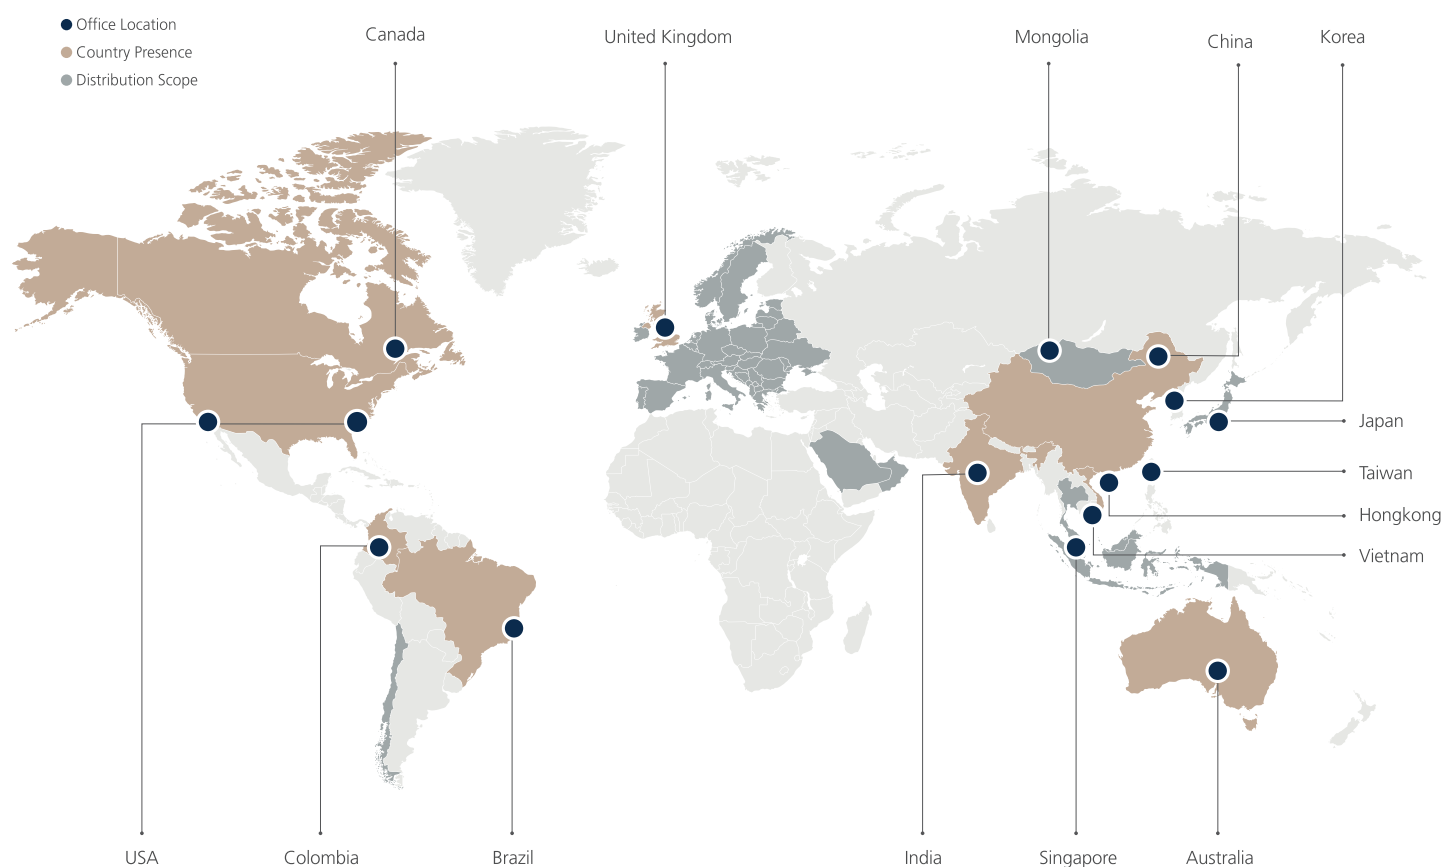 Office Location
Country Presence
Distribution Scope
Canada
United Kingdom
Mongolia
China
Korea
Japan
Taiwan
Hongkong
Vietnam
USA
Colombia
Brazil
India
Singapore
Australia